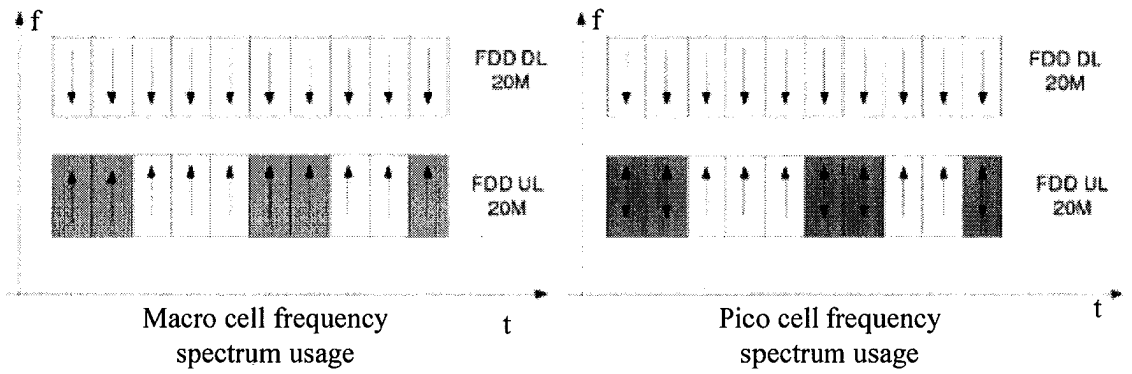 f
FDD DL
20M
FDD UL
20M
t
Macro cell frequency
spectrum usage
f
FDD DL
20M
FDD UL
20M
t
Pico cell frequency
spectrum usage